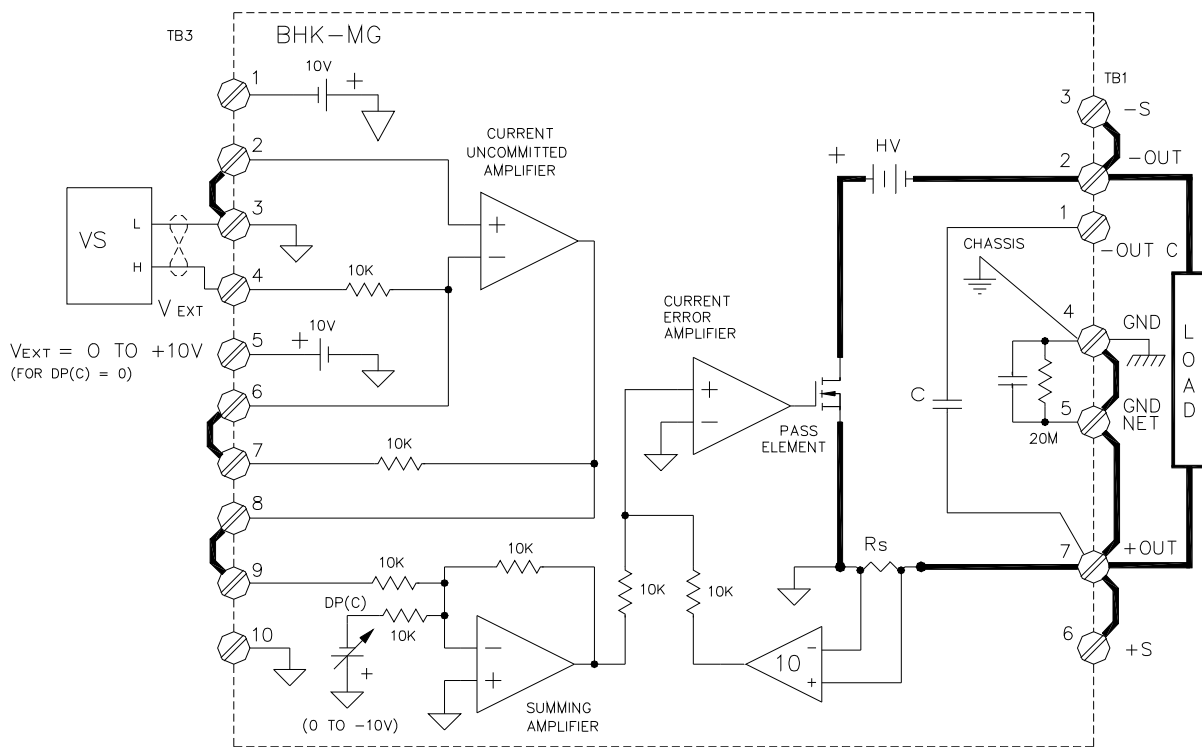 TB3
BHK-MG
1
10V
+
2
CURRENT
UNCOMMITTED
AMPLIFIER
3
VS
L
H
+
−
4
10K
V EXT
VEXT = 0 TO +10V
(FOR DP(C) = 0)
5
+
10V
6
7
10K
8
9
10K
10K
DP(C)
10K
10
+
(0 TO -10V)
−
+
SUMMING
AMPLIFIER
10K
10K
CURRENT
ERROR
AMPLIFIER
+
−
PASS
ELEMENT
+
HV
TB1
3
-S
2
-OUT
1
-OUT C
CHASSIS
4
GND
C
5
GND
NET
20M
LOAD
Rs
7
+OUT
10
-
+
6
+S